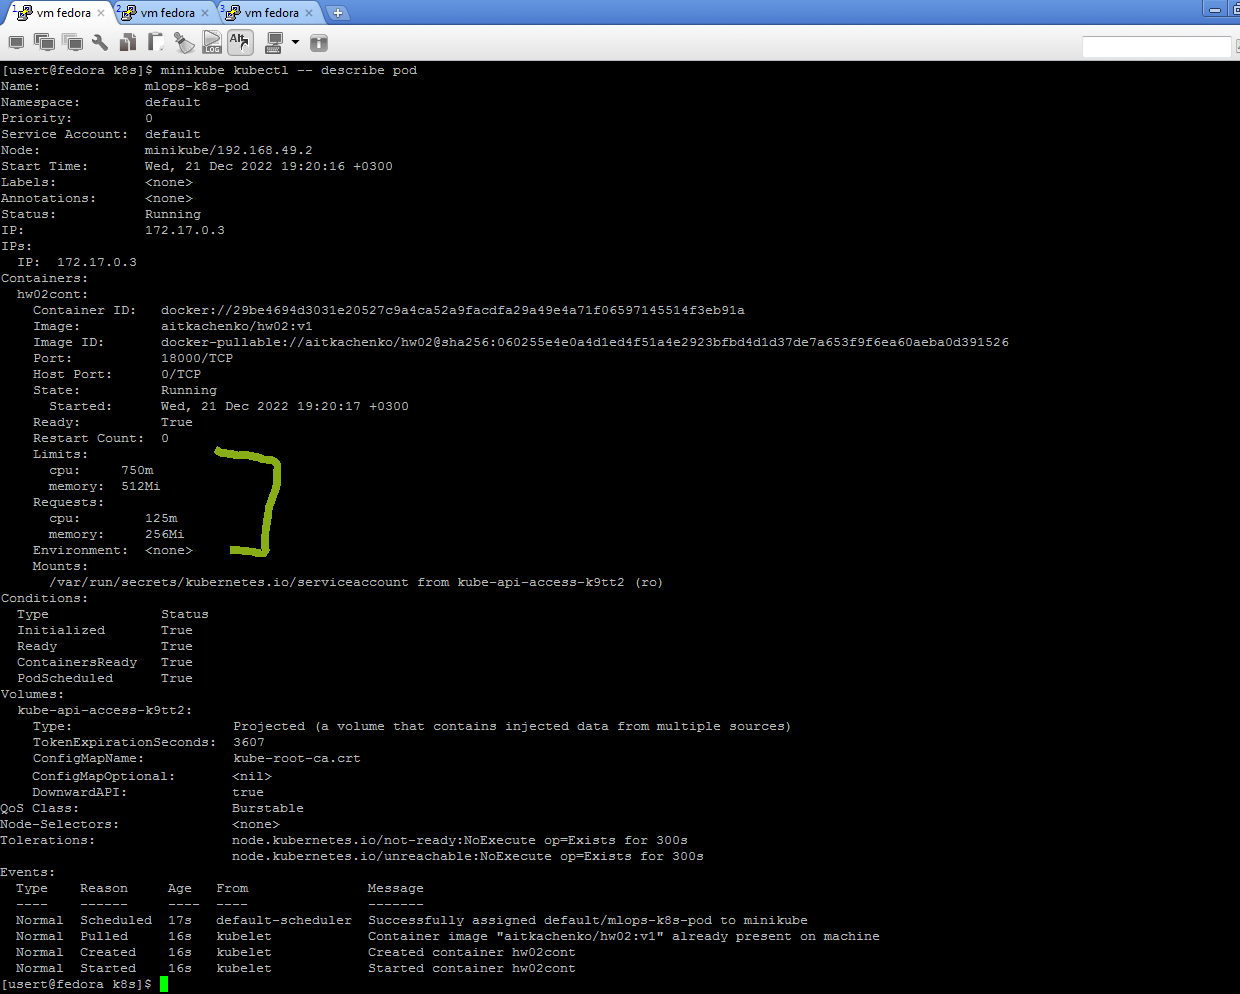 1 vm fedora 2 vm fedora 3 vm fedora
LOG Alt
[usert@fedora k8s]$ minikube kubectl -- describe pod
Name: mlops-k8s-pod
Namespace: default
Priority: 0
Service Account: default
Node: minikube/192.168.49.2
Start Time: Wed, 21 Dec 2022 19:20:16 +0300
Labels: <none>
Annotations: <none>
Status: Running
IP: 172.17.0.3
IPs:
IP: 172.17.0.3
Containers:
hw02cont:
Container ID: docker://29be4694d3031e20527c9a4ca52a9facdfa29a49e4a71f06597145514f3eb91a
Image: aitkachenko/hw02:v1
Image ID: docker-pullable://aitkachenko/hw02@sha256:060255e4e0a4d1ed4f51a4e2923bfbd4d1d37de7a653f9f6ea60aeba0d391526
Port: 18000/TCP
Host Port: 0/TCP
State: Running
Started: Wed, 21 Dec 2022 19:20:17 +0300
Ready: True
Restart Count: 0
Limits:
cpu: 750m
memory: 512Mi
Requests:
cpu: 125m
memory: 256Mi
Environment: <none>
Mounts:
/var/run/secrets/kubernetes.io/serviceaccount from kube-api-access-k9tt2 (ro)
Conditions:
Type Status
Initialized True
Ready True
ContainersReady True
PodScheduled True
Volumes:
kube-api-access-k9tt2:
Type: Projected (a volume that contains injected data from multiple sources)
TokenExpirationSeconds: 3607
ConfigMapName: kube-root-ca.crt
ConfigMapOptional: <nil>
DownwardAPI: true
QoS Class: Burstable
Node-Selectors: <none>
Tolerations: node.kubernetes.io/not-ready:NoExecute op=Exists for 300s
node.kubernetes.io/unreachable:NoExecute op=Exists for 300s
Events:
Type Reason Age From Message
---- ------ ---- ---- -------
Normal Scheduled 17s default-scheduler Successfully assigned default/mlops-k8s-pod to minikube
Normal Pulled 16s kubelet Container image "aitkachenko/hw02:v1" already present on machine
Normal Created 16s kubelet Created container hw02cont
Normal Started 16s kubelet Started container hw02cont
[usert@fedora k8s]$